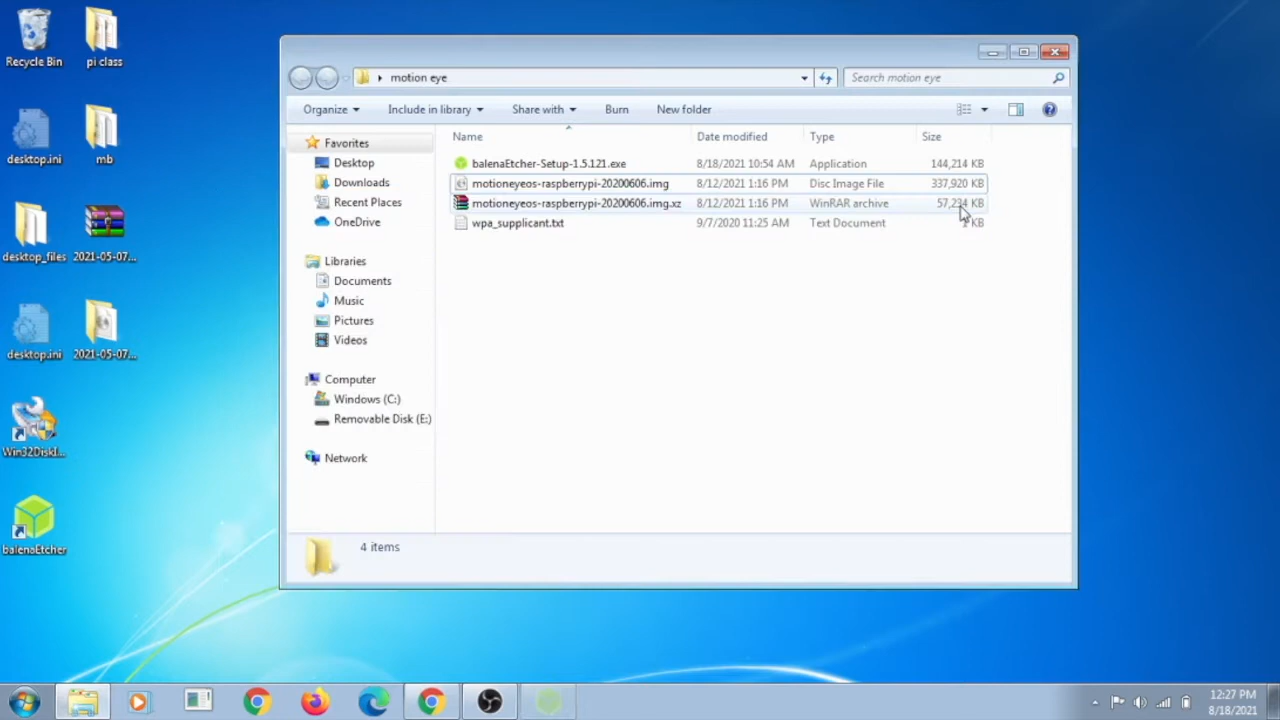 Recycle Bin
pi class
desktop.ini
mb
desktop_files
2021-05-07...
desktop.ini
2021-05-07...
Win32DiskI...
balenaEtcher
motion eye
Search motion eye
Organize
Include in library
Share with
Burn
New folder
Favorites
Desktop
Downloads
Recent Places
OneDrive
Libraries
Documents
Music
Pictures
Videos
Computer
Windows (C:)
Removable Disk (E:)
Network
Name Date modified Type Size
balenaEtcher-Setup-1.5.121.exe 8/18/2021 10:54 AM Application 144,214 KB
motioneyeos-raspberrypi-20200606.img 8/12/2021 1:16 PM Disc Image File 337,920 KB
motioneyeos-raspberrypi-20200606.img.xz 8/12/2021 1:16 PM WinRAR archive 57,234 KB
wpa_supplicant.txt 9/7/2020 11:25 AM Text Document 1 KB
4 items
12:27 PM
8/18/2021